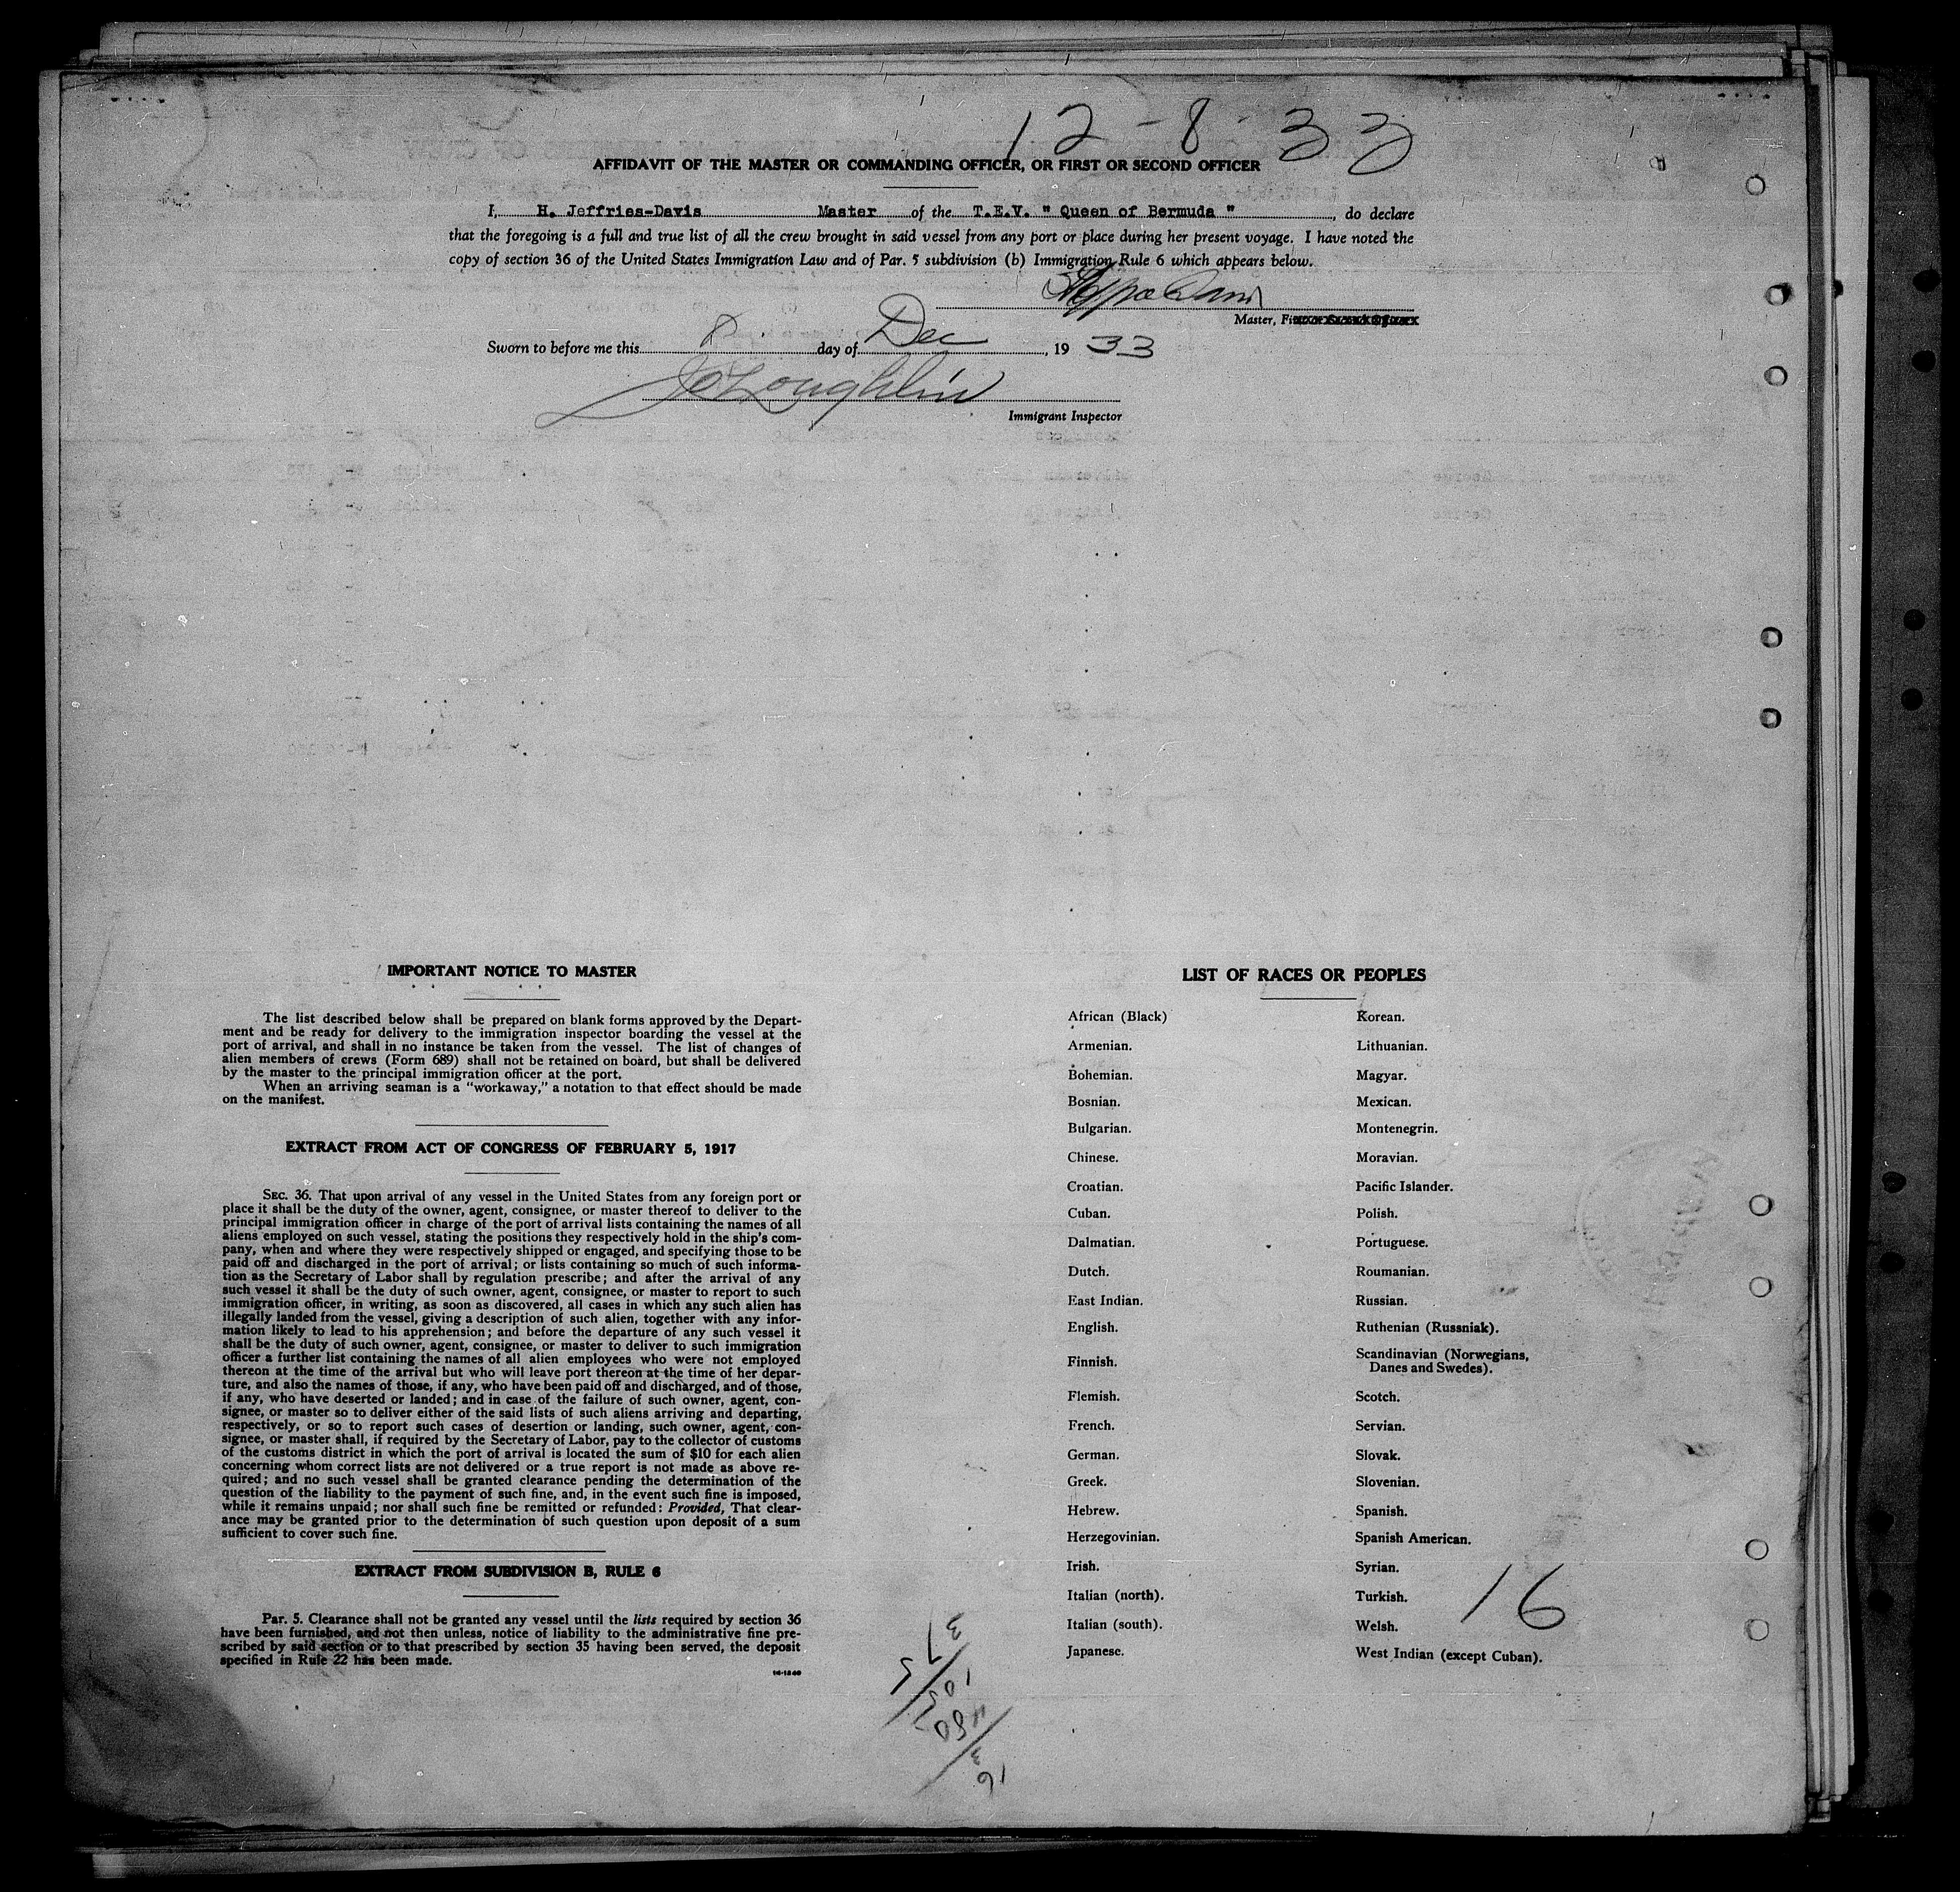 12-8-33
AFFIDAVIT OF THE MASTER OR COMMANDING OFFICER, OR FIRST OR SECOND OFFICER
I, H. Jeffries-Davis Master of the T.E.V. " Queen of Bermuda ", do declare
that the foregoing is a full and true list of all the crew brought in said vessel from any port or place during her present voyage. I have noted the
copy of section 36 of the United States Immigration Law and of Par. 5 subdivision (b) Immigration Rule 6 which appears below.
Master,
Sworn to before me this 8 day of Dec, 19 33
J O'Loughlin
Immigrant Inspector
IMPORTANT NOTICE TO MASTER
The list described below shall be prepared on blank forms approved by the Depart-
ment and be ready for delivery to the immigration inspector boarding the vessel at the
port of arrival, and shall in no instance be taken from the vessel. The list of changes of
alien members of crews (Form 689) shall not be retained on board, but shall be delivered
by the master to the principal immigration officer at the port.
When an arriving seaman is a "workaway," a notation to that effect should be made
on the manifest.
EXTRACT FROM ACT OF CONGRESS OF FEBRUARY 5, 1917
SEC. 36. That upon arrival of any vessel in the United States from any foreign port or
place it shall be the duty of the owner, agent, consignee, or master thereof to deliver to the
principal immigration officer in charge of the port of arrival lists containing the names of all
aliens employed on such vessel, stating the positions they respectively hold in the ship's com-
pany, when and where they were respectively shipped or engaged, and specifying those to be
paid off and discharged in the port of arrival; or lists containing so much of such informa-
tion as the Secretary of Labor shall by regulation prescribe; and after the arrival of any
such vessel it shall be the duty of such owner, agent, consignee, or master to report to such
immigration officer, in writing, as soon as discovered, all cases in which any such alien has
illegally landed from the vessel, giving a description of such alien, together with any infor-
mation likely to lead to his apprehension; and before the departure of any such vessel it
shall be the duty of such owner, agent, consignee, or master to deliver to such immigration
officer a further list containing the names of all alien employees who were not employed
thereon at the time of the arrival but who will leave port thereon at the time of her depar-
ture, and also the names of those, if any, who have been paid off and discharged, and of those,
if any, who have deserted or landed; and in case of the failure of such owner, agent, con-
signee, or master so to deliver either of the said lists of such aliens arriving and departing,
respectively, or so to report such cases of desertion or landing, such owner, agent, con-
signee, or master shall, if required by the Secretary of Labor, pay to the collector of customs
of the customs district in which the port of arrival is located the sum of $10 for each alien
concerning whom correct lists are not delivered or a true report is not made as above re-
quired; and no such vessel shall be granted clearance pending the determination of the
question of the liability to the payment of such fine, and, in the event such fine is imposed,
while it remains unpaid; nor shall such fine be remitted or refunded: Provided, That clear-
ance may be granted prior to the determination of such question upon deposit of a sum
sufficient to cover such fine.
EXTRACT FROM SUBDIVISION B, RULE 6
Par. 5. Clearance shall not be granted any vessel until the lists required by section 36
have been furnished, and not then unless, notice of liability to the administrative fine pre-
scribed by said section or to that prescribed by section 35 having been served, the deposit
specified in Rule 22 has been made.
LIST OF RACES OR PEOPLES
African (Black)
Armenian.
Bohemian.
Bosnian.
Bulgarian.
Chinese.
Croatian.
Cuban.
Dalmatian.
Dutch.
East Indian.
English.
Finnish.
Flemish.
French.
German.
Greek.
Hebrew.
Herzegovinian.
Irish.
Italian (north).
Italian (south).
Japanese.
Korean.
Lithuanian.
Magyar.
Mexican.
Montenegrin.
Moravian.
Pacific Islander.
Polish.
Portuguese.
Roumanian.
Russian.
Ruthenian (Russniak).
Scandinavian (Norwegians,
Danes and Swedes).
Scotch.
Servian.
Slovak.
Slovenian.
Spanish.
Spanish American.
Syrian.
Turkish.
Welsh.
West Indian (except Cuban).
16